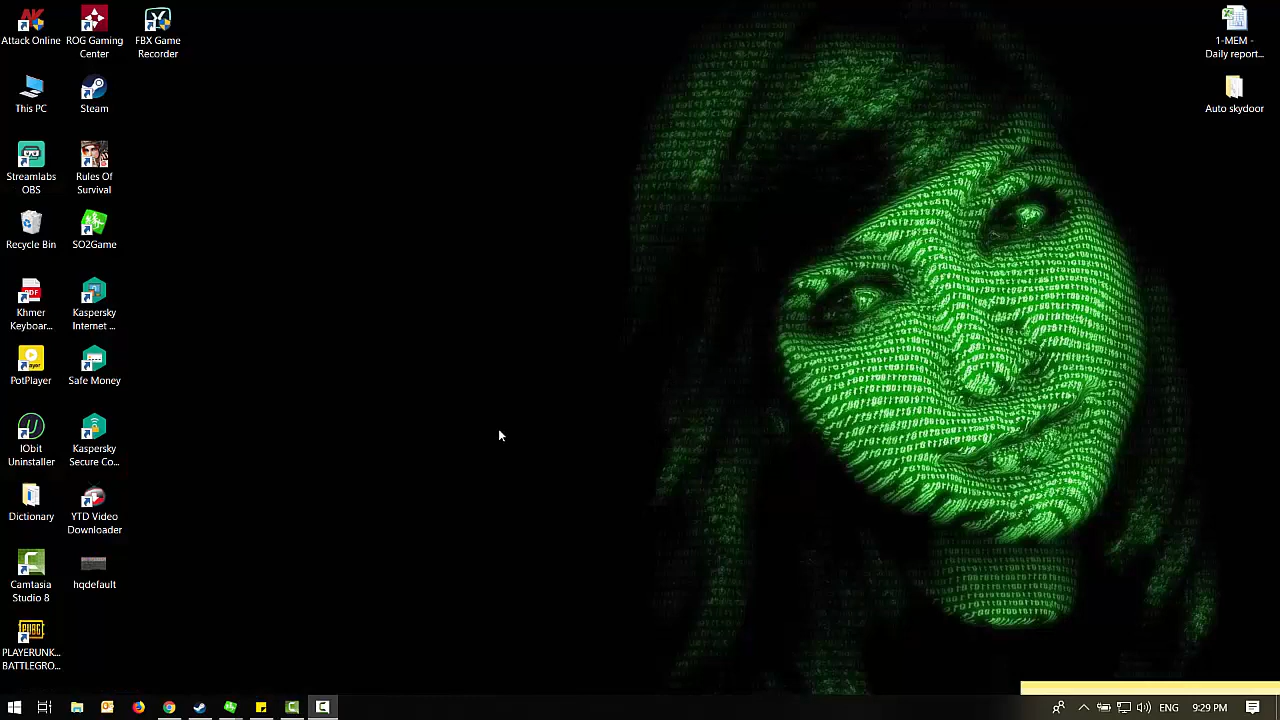 Attack Online
ROG Gaming
Center
FBX Game
Recorder
This PC
Steam
Streamlabs
OBS
Rules Of
Survival
Recycle Bin
SO2Game
Khmer
Keyboar...
Kaspersky
Internet ...
PotPlayer
Safe Money
IObit
Uninstaller
Kaspersky
Secure Co...
Dictionary
YTD Video
Downloader
Camtasia
Studio 8
hqdefault
PLAYERUNK...
BATTLEGRO...
1-MEM -
Daily report...
Auto skydoor
ENG
9:29 PM